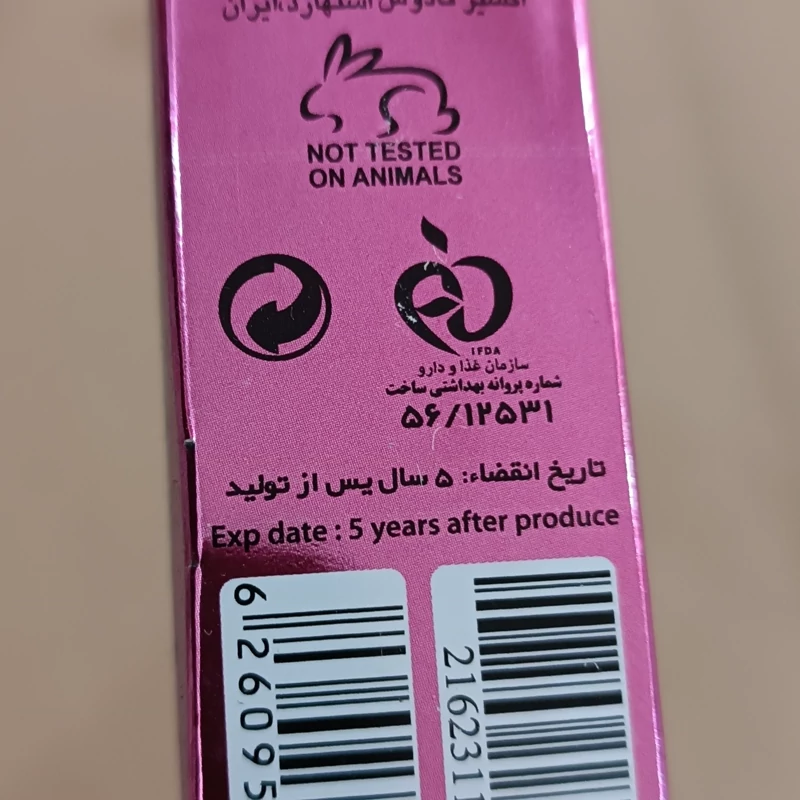 ایران
NOT TESTED
ON ANIMALS
IFDA
سازمان غذا و دارو
شماره پروانه بهداشتی ساخت
۵۶/۱۲۵۳۱
تاریخ انقضاء: ۵ سال پس از تولید
Exp date : 5 years after produce
626095
216231